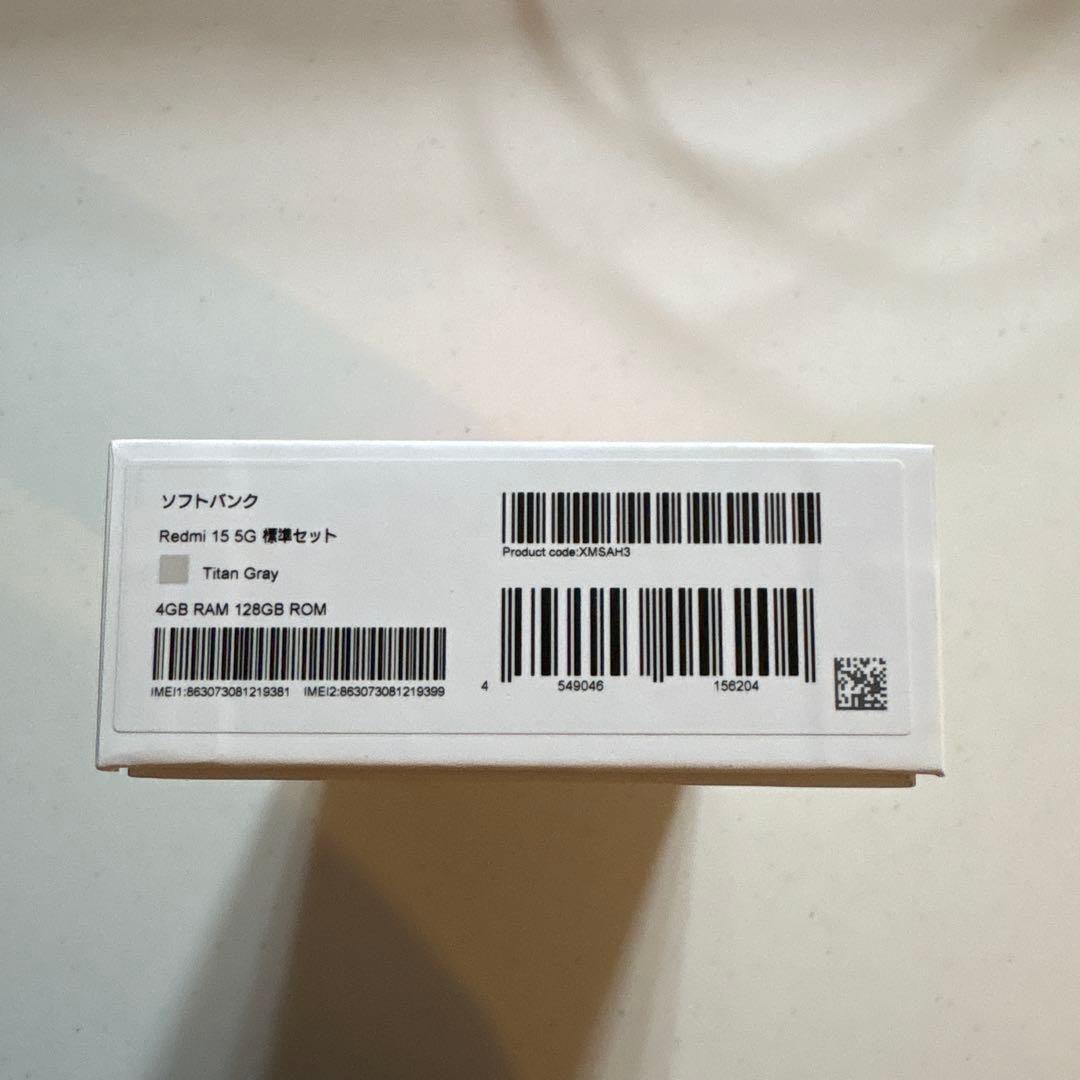 ソフトバンク
Redmi 15 5G 標準セット
Titan Gray
4GB RAM 128GB ROM
IMEI1:863073081219381 IMEI2:863073081219399
Product code:XMSAH3
4 549046 156204